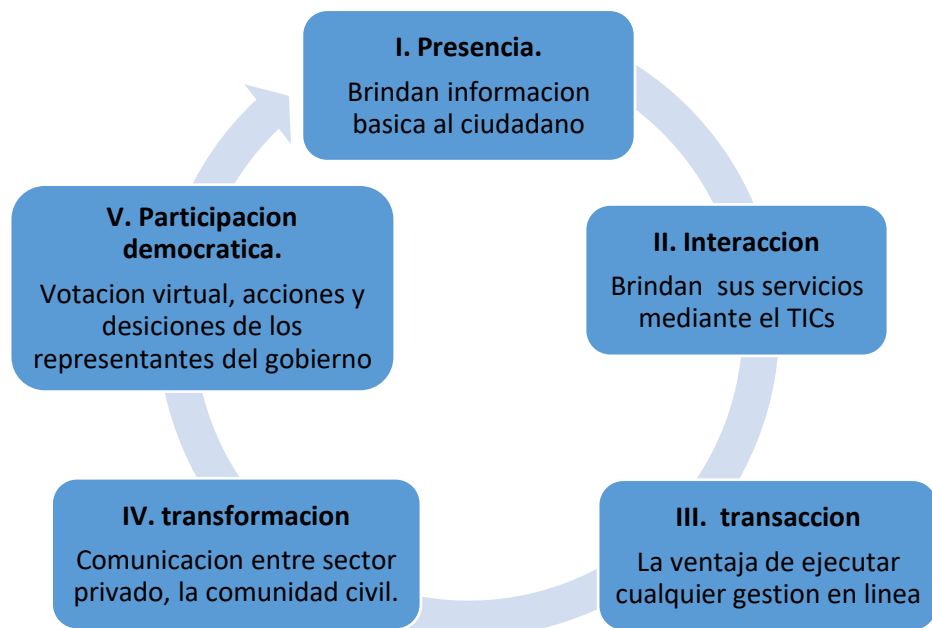 I. Presencia.
Brindan informacion
basica al ciudadano
II. Interaccion
Brindan sus servicios
mediante el TICs
III. transaccion
La ventaja de ejecutar
cualquier gestion en linea
IV. transformacion
Comunicacion entre sector
privado, la comunidad civil.
V. Participacion
democratica.
Votacion virtual, acciones y
desiciones de los
representantes del gobierno